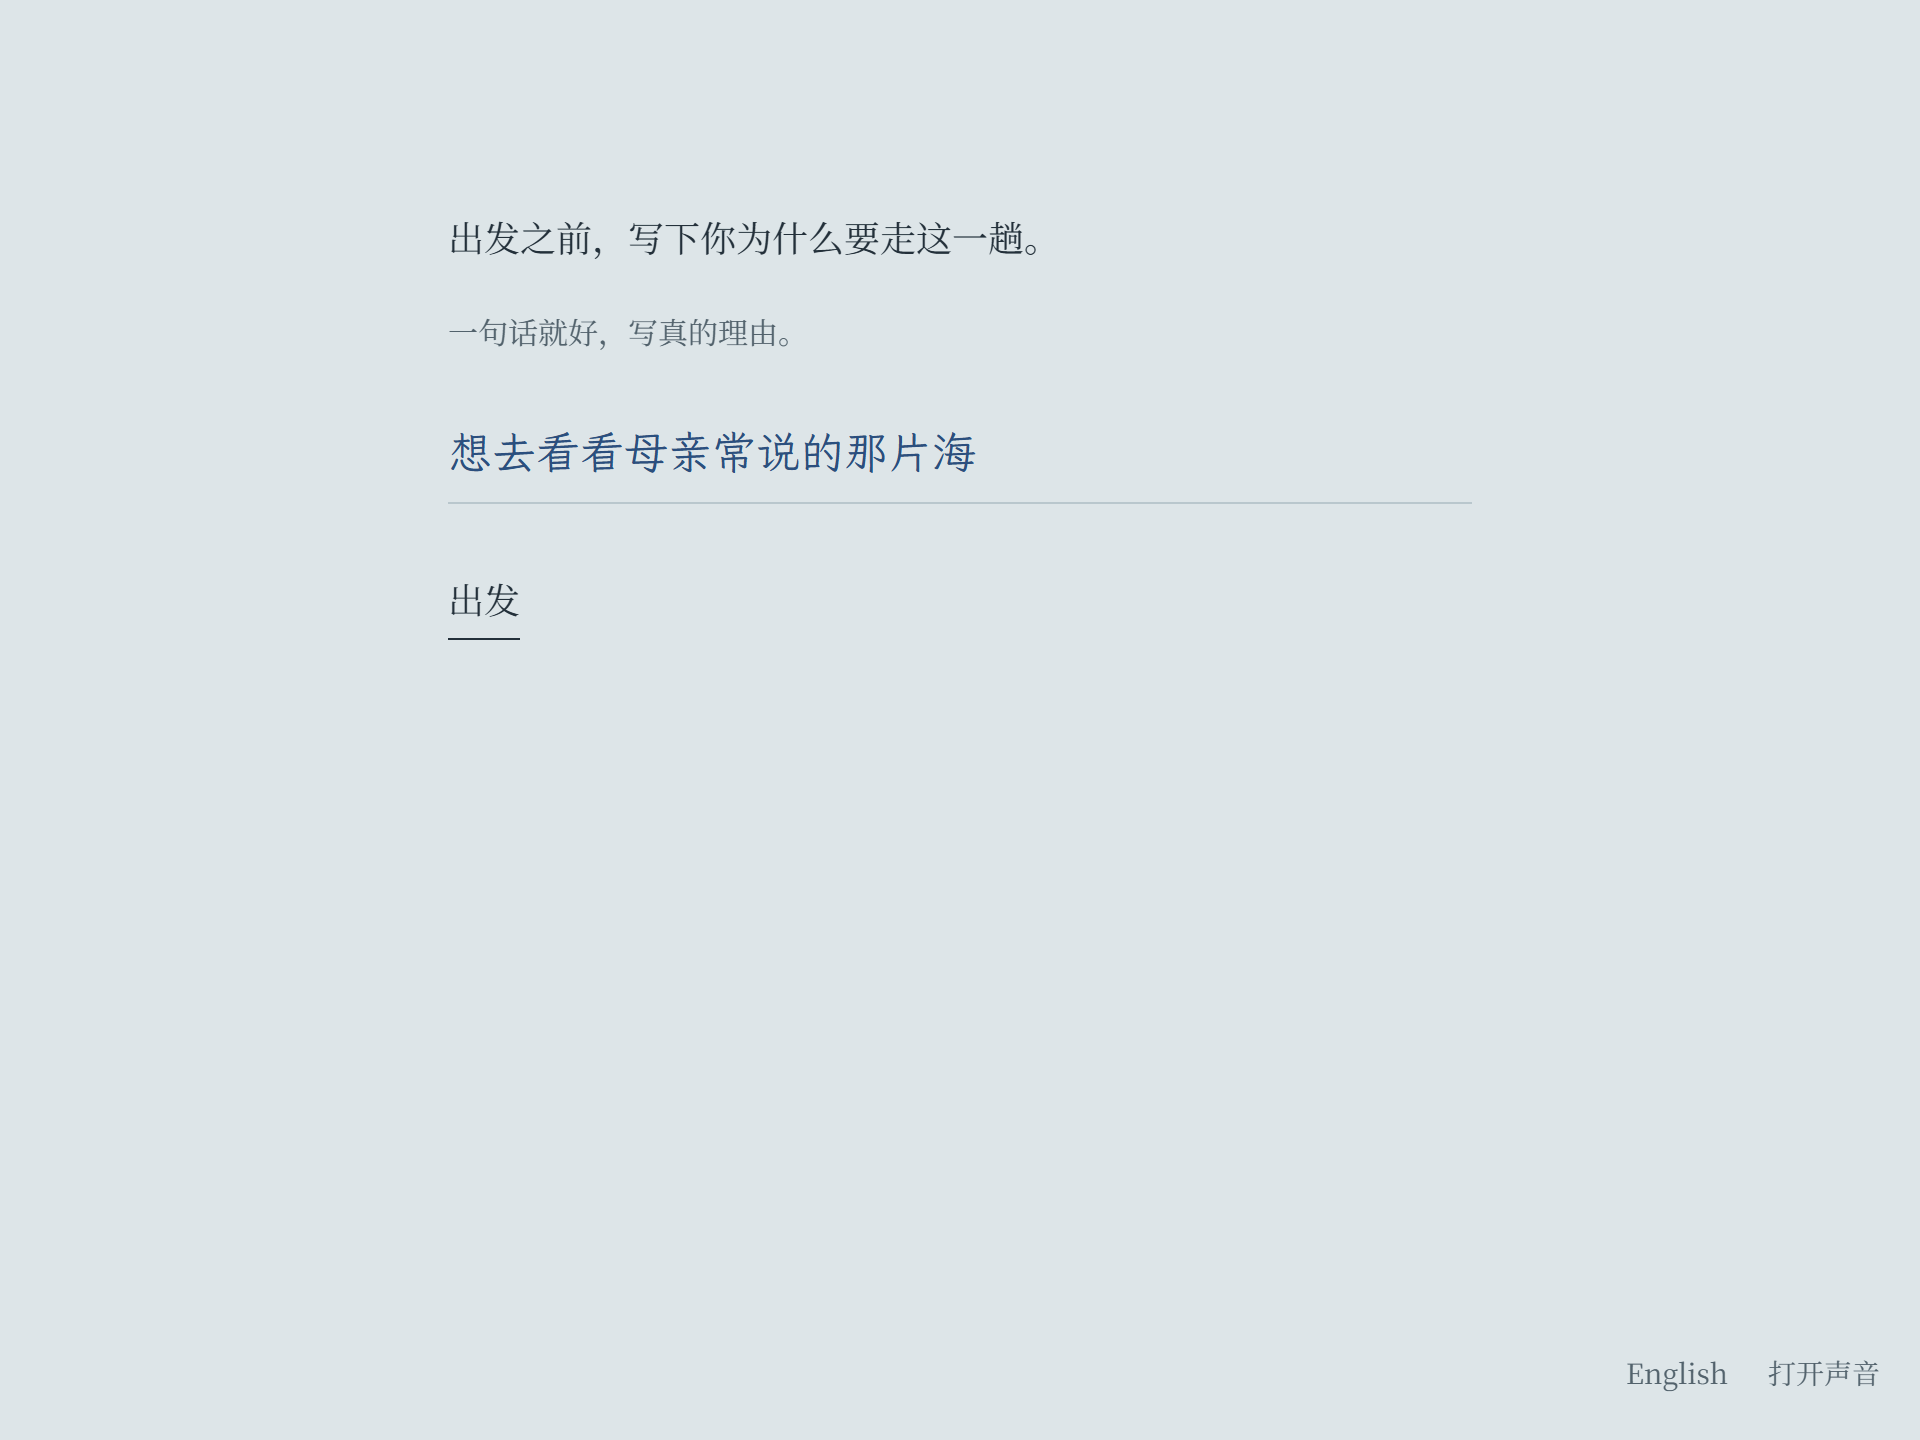 出发之前，写下你为什么要走这一趟。
一句话就好，写真的理由。
想去看看母亲常说的那片海
出发
English 打开声音